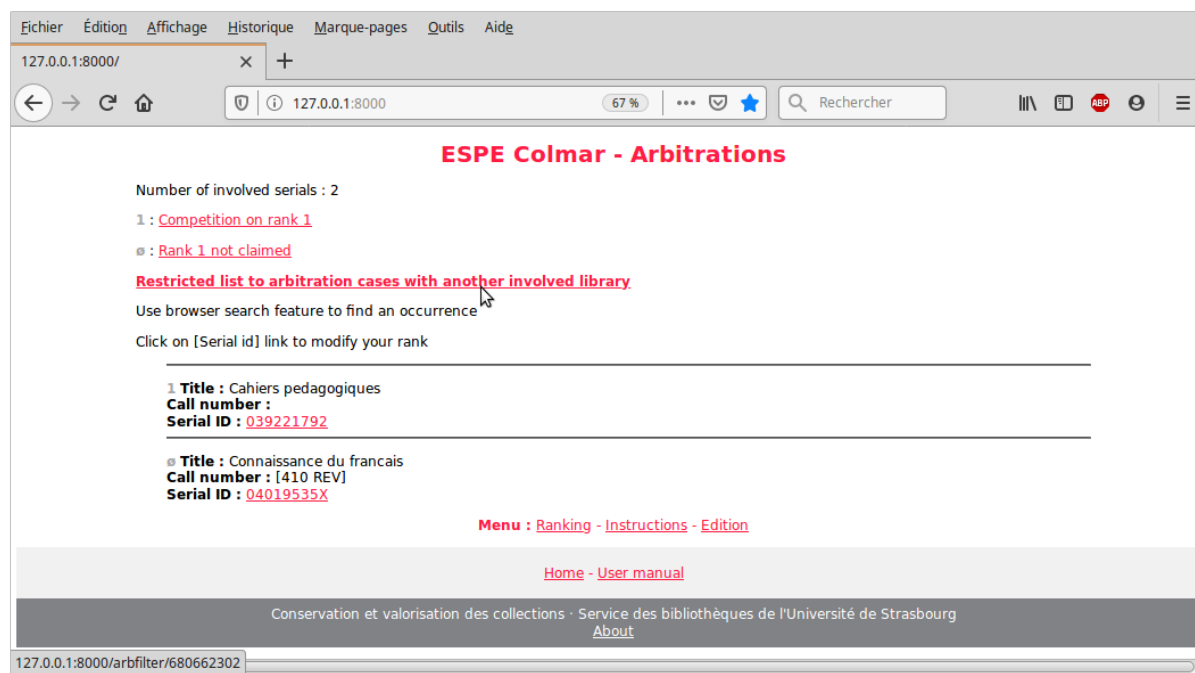 Fichier Édition Affichage Historique Marque-pages Outils Aide
127.0.0.1:8000/
127.0.0.1:8000 67 % Rechercher ABP
ESPE Colmar - Arbitrations
Number of involved serials : 2
1 : Competition on rank 1
ø : Rank 1 not claimed
Restricted list to arbitration cases with another involved library
Use browser search feature to find an occurrence
Click on [Serial id] link to modify your rank
1 Title : Cahiers pedagogiques
Call number :
Serial ID : 039221792
ø Title : Connaissance du francais
Call number : [410 REV]
Serial ID : 04019535X
Menu : Ranking - Instructions - Edition
Home - User manual
Conservation et valorisation des collections · Service des bibliothèques de l'Université de Strasbourg
About
127.0.0.1:8000/arbfilter/680662302